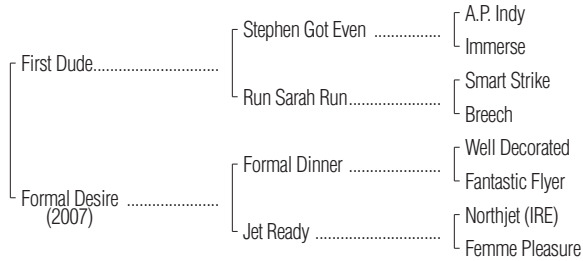 A.P. Indy
Stephen Got Even ................
Immerse
First Dude...............................
Smart Strike
Run Sarah Run.......................
Breech
Well Decorated
Formal Dinner .......................
Fantastic Flyer
Formal Desire ......................
(2007)
Northjet (IRE)
Jet Ready ...............................
Femme Pleasure